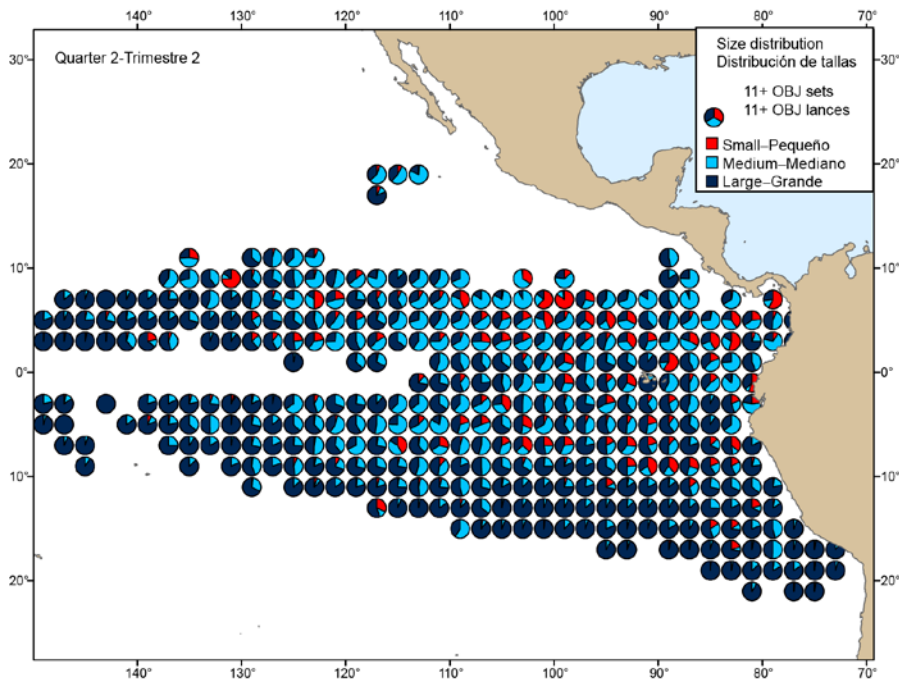 140° 130° 120° 110° 100° 90° 80° 70°
30° 30°
Quarter 2-Trimestre 2
Size distribution
Distribución de tallas
11+ OBJ sets
11+ OBJ lances
Small–Pequeño
Medium–Mediano
Large–Grande
20° 20°
10° 10°
0° 0°
10° 10°
20° 20°
140° 130° 120° 110° 100° 90° 80° 70°